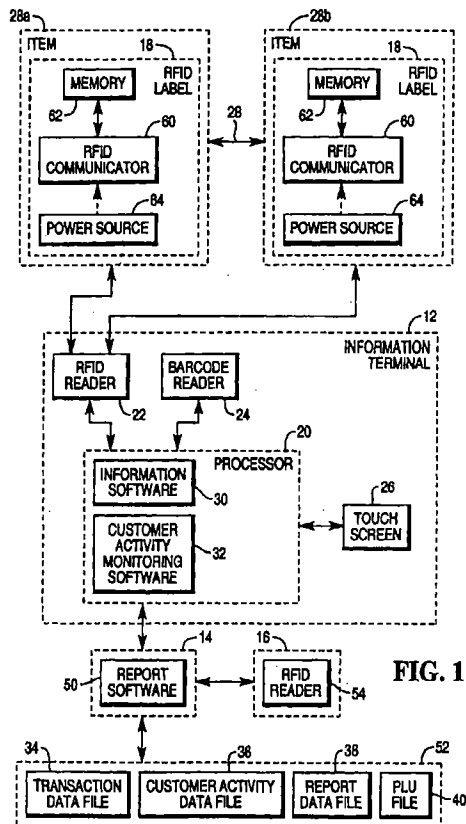 28a
28b
ITEM
18
RFID
LABEL
MEMORY
62
60
RFID
COMMUNICATOR
64
POWER SOURCE
28
ITEM
18
RFID
LABEL
MEMORY
62
60
RFID
COMMUNICATOR
64
POWER SOURCE
12
INFORMATION
TERMINAL
RFID
READER
22
BARCODE
READER
24
20
PROCESSOR
INFORMATION
SOFTWARE
30
CUSTOMER
ACTIVITY
MONITORING
SOFTWARE
32
26
TOUCH
SCREEN
14
REPORT
SOFTWARE
50
16
RFID
READER
54
FIG. 1
34
TRANSACTION
DATA FILE
36
CUSTOMER ACTIVITY
DATA FILE
38
REPORT
DATA FILE
52
PLU
FILE
40